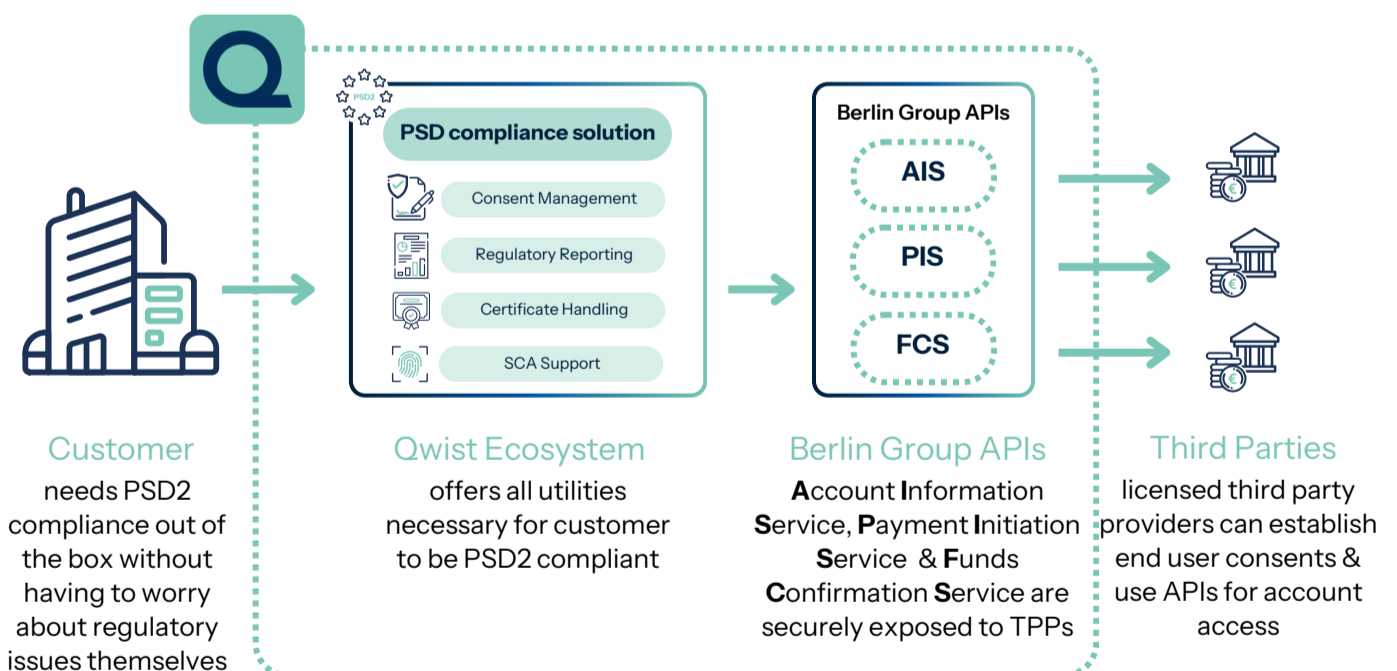 Q
PSD2
PSD compliance solution
Consent Management
Regulatory Reporting
Certificate Handling
SCA Support
Berlin Group APIs
AIS
PIS
FCS
€
€
€
Customer
needs PSD2
compliance out of
the box without
having to worry
about regulatory
issues themselves
Qwist Ecosystem
offers all utilities
necessary for customer
to be PSD2 compliant
Berlin Group APIs
Account Information
Service, Payment Initiation
Service & Funds
Confirmation Service are
securely exposed to TPPs
Third Parties
licensed third party
providers can establish
end user consents &
use APIs for account
access